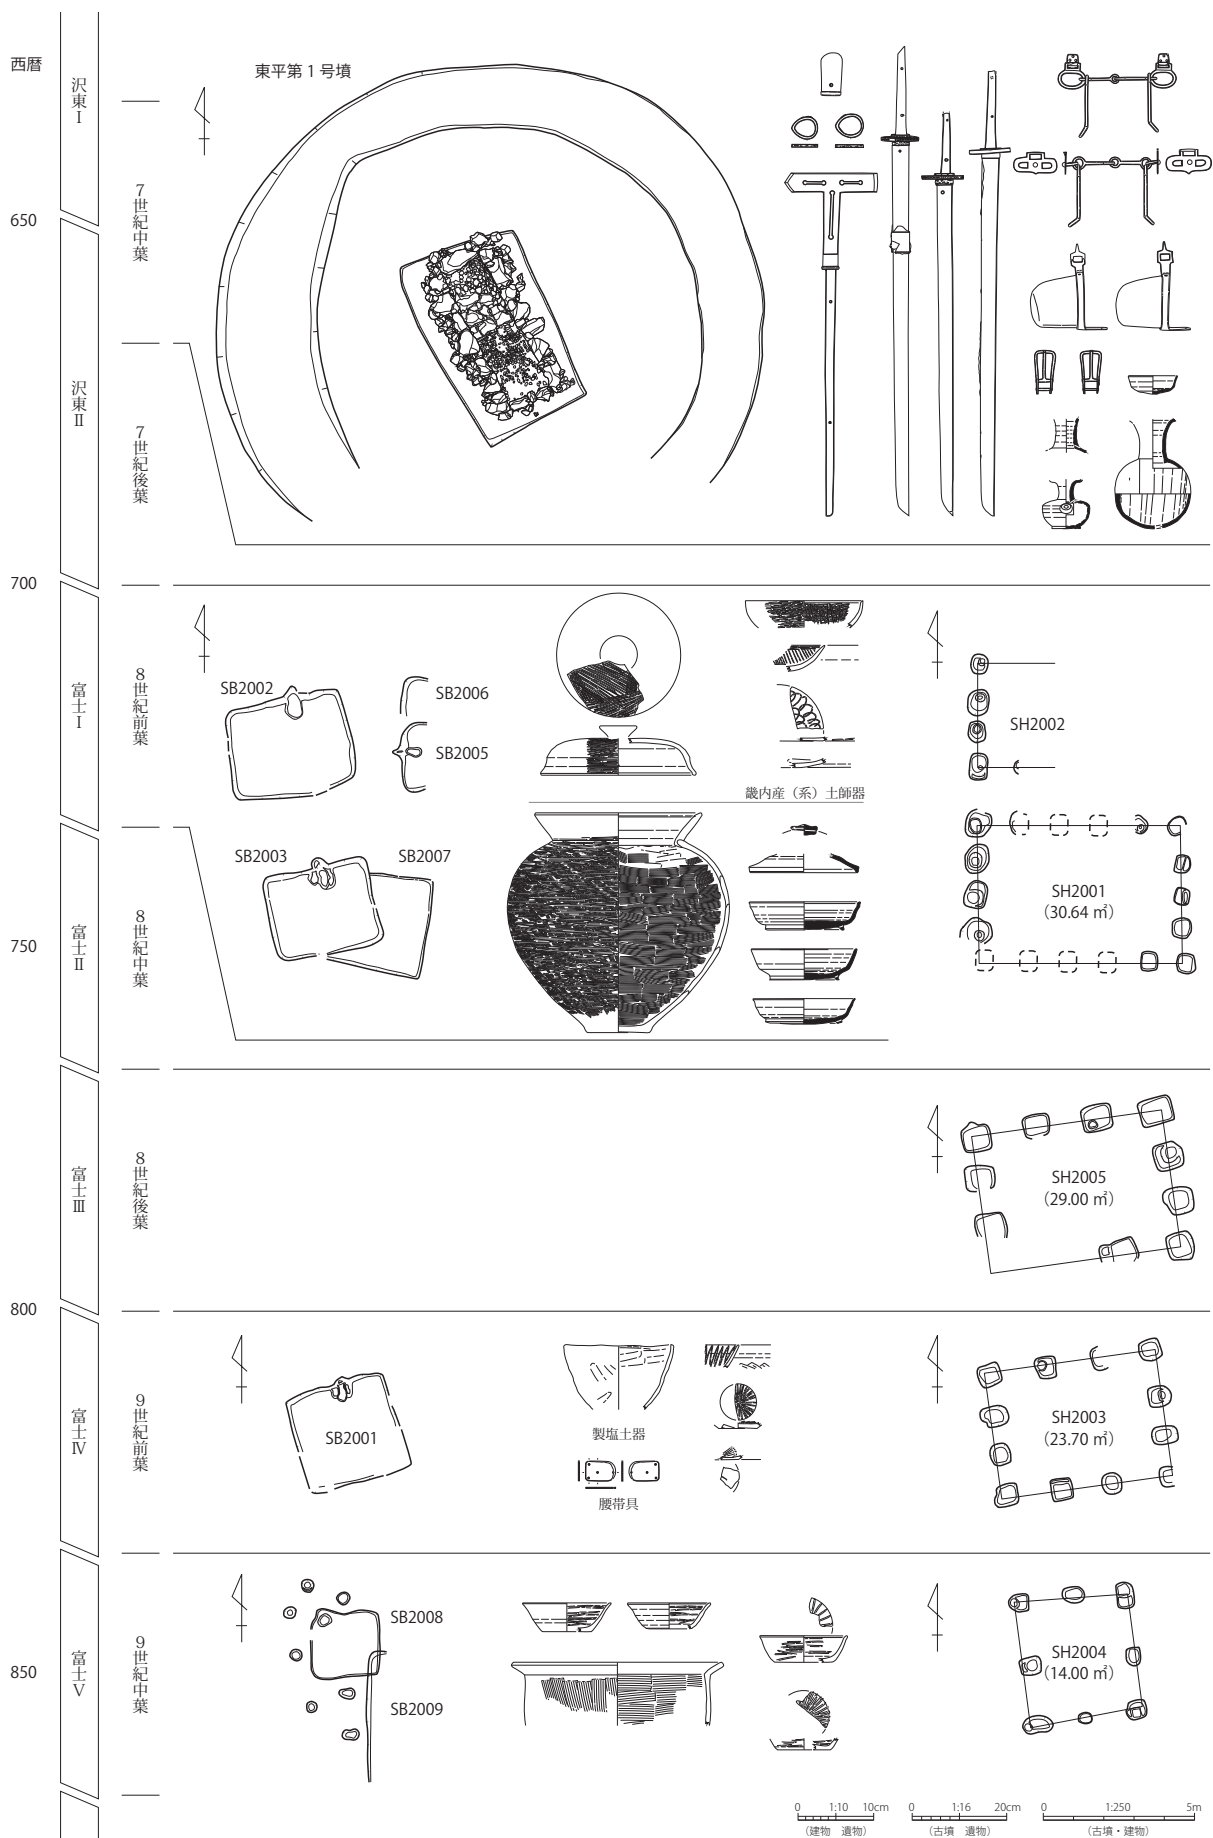 西暦
沢東Ⅰ
7世紀中葉
650
東平第1号墳
沢東Ⅱ
7世紀後葉
700
富士Ⅰ
8世紀前葉
SB2002
SB2006
SB2005
畿内産（系）土師器
SH2002
SB2003
SB2007
SH2001
（30.64 ㎡）
富士Ⅱ
8世紀中葉
750
富士Ⅲ
8世紀後葉
SH2005
（29.00 ㎡）
800
富士Ⅳ
9世紀前葉
SB2001
製塩土器
腰帯具
SH2003
（23.70 ㎡）
富士Ⅴ
9世紀中葉
850
SB2008
SB2009
SH2004
（14.00 ㎡）
0 1:10 10cm
（建物 遺物）
0 1:16 20cm
（古墳 遺物）
0 1:250 5m
（古墳・建物）